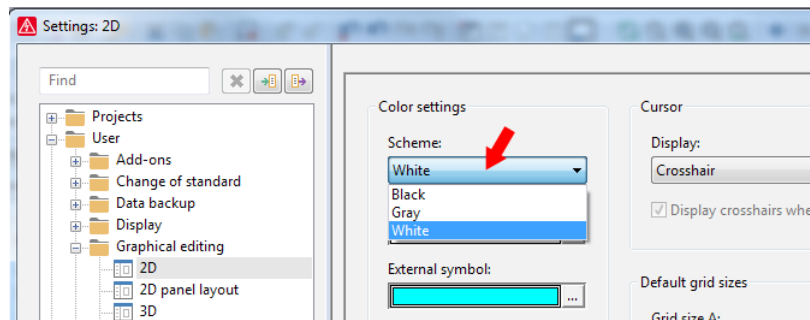 Settings: 2D
Find
Projects
User
Add-ons
Change of standard
Data backup
Display
Graphical editing
2D
2D panel layout
3D
Color settings
Scheme:
White
Black
Gray
White
External symbol:
...
Cursor
Display:
Crosshair
Display crosshairs whe
Default grid sizes
Grid size A: